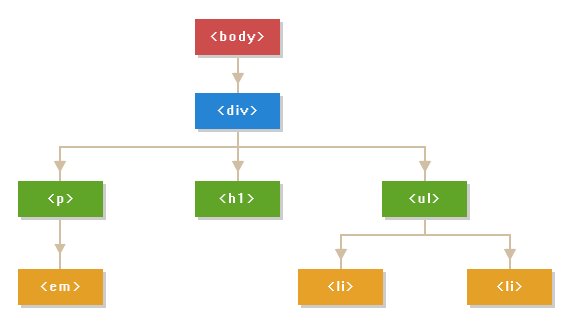 <body>
<div>
<p>
<h1>
<ul>
<em>
<li>
<li>